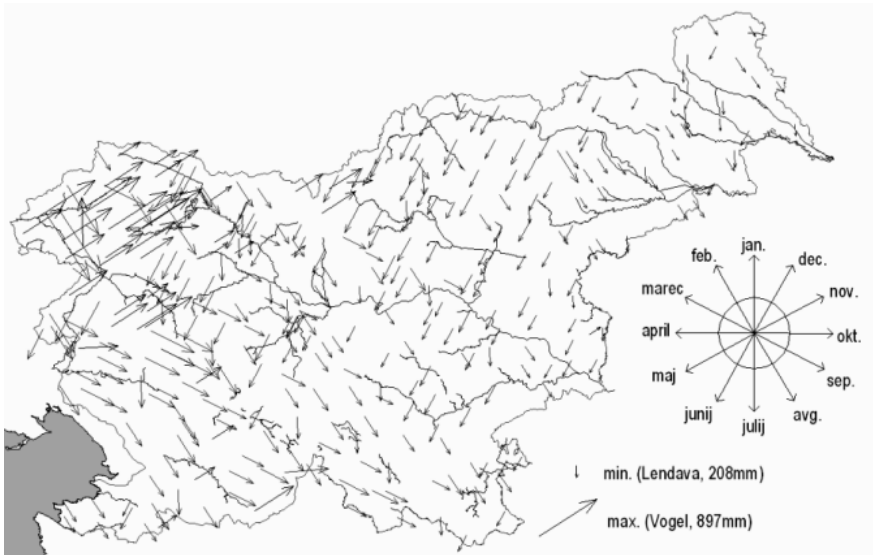 jan.
feb.
dec.
marec
nov.
april
okt.
maj
sep.
junij
avg.
julij
min. (Lendava, 208mm)
max. (Vogel, 897mm)